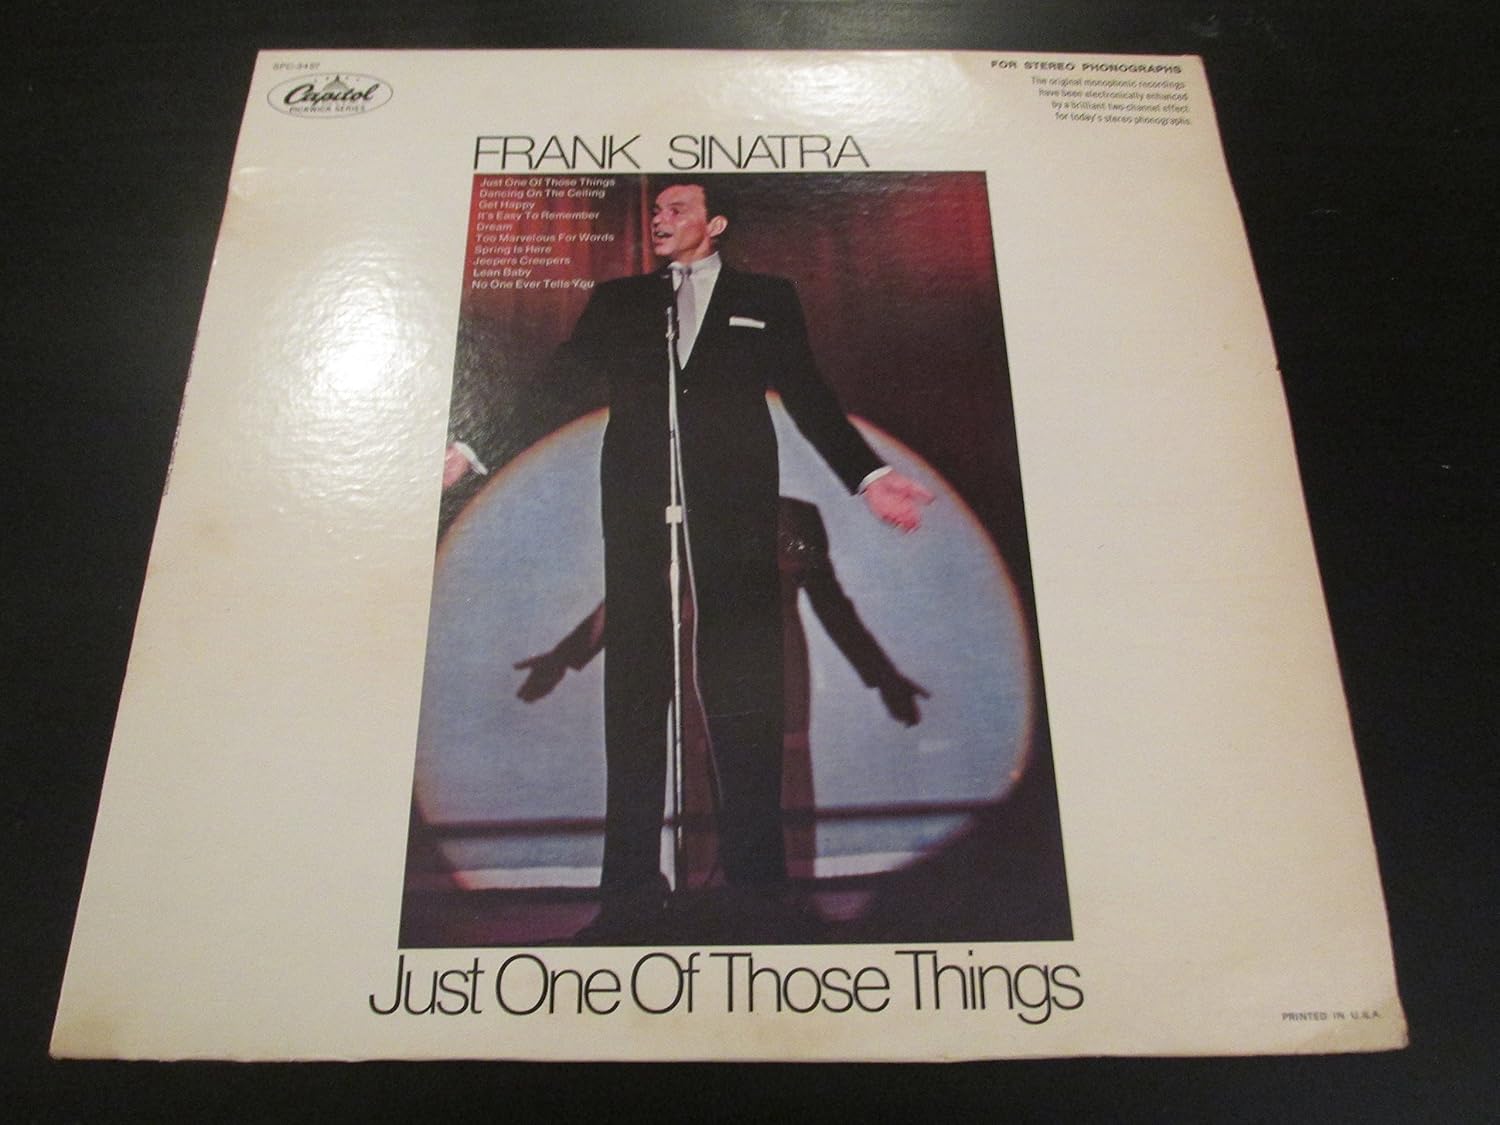 SPC-3457
Capitol
PICKWICK SERIES
FOR STEREO PHONOGRAPHS
The original monophonic recordings
have been electronically enhanced
by a brilliant two-channel effect
for today's stereo phonographs.
FRANK SINATRA
Just One Of Those Things
Dancing On The Ceiling
Get Happy
It's Easy To Remember
Dream
Too Marvelous For Words
Spring Is Here
Jeepers Creepers
Lean Baby
No One Ever Tells You
Just One Of Those Things
PRINTED IN U.S.A.